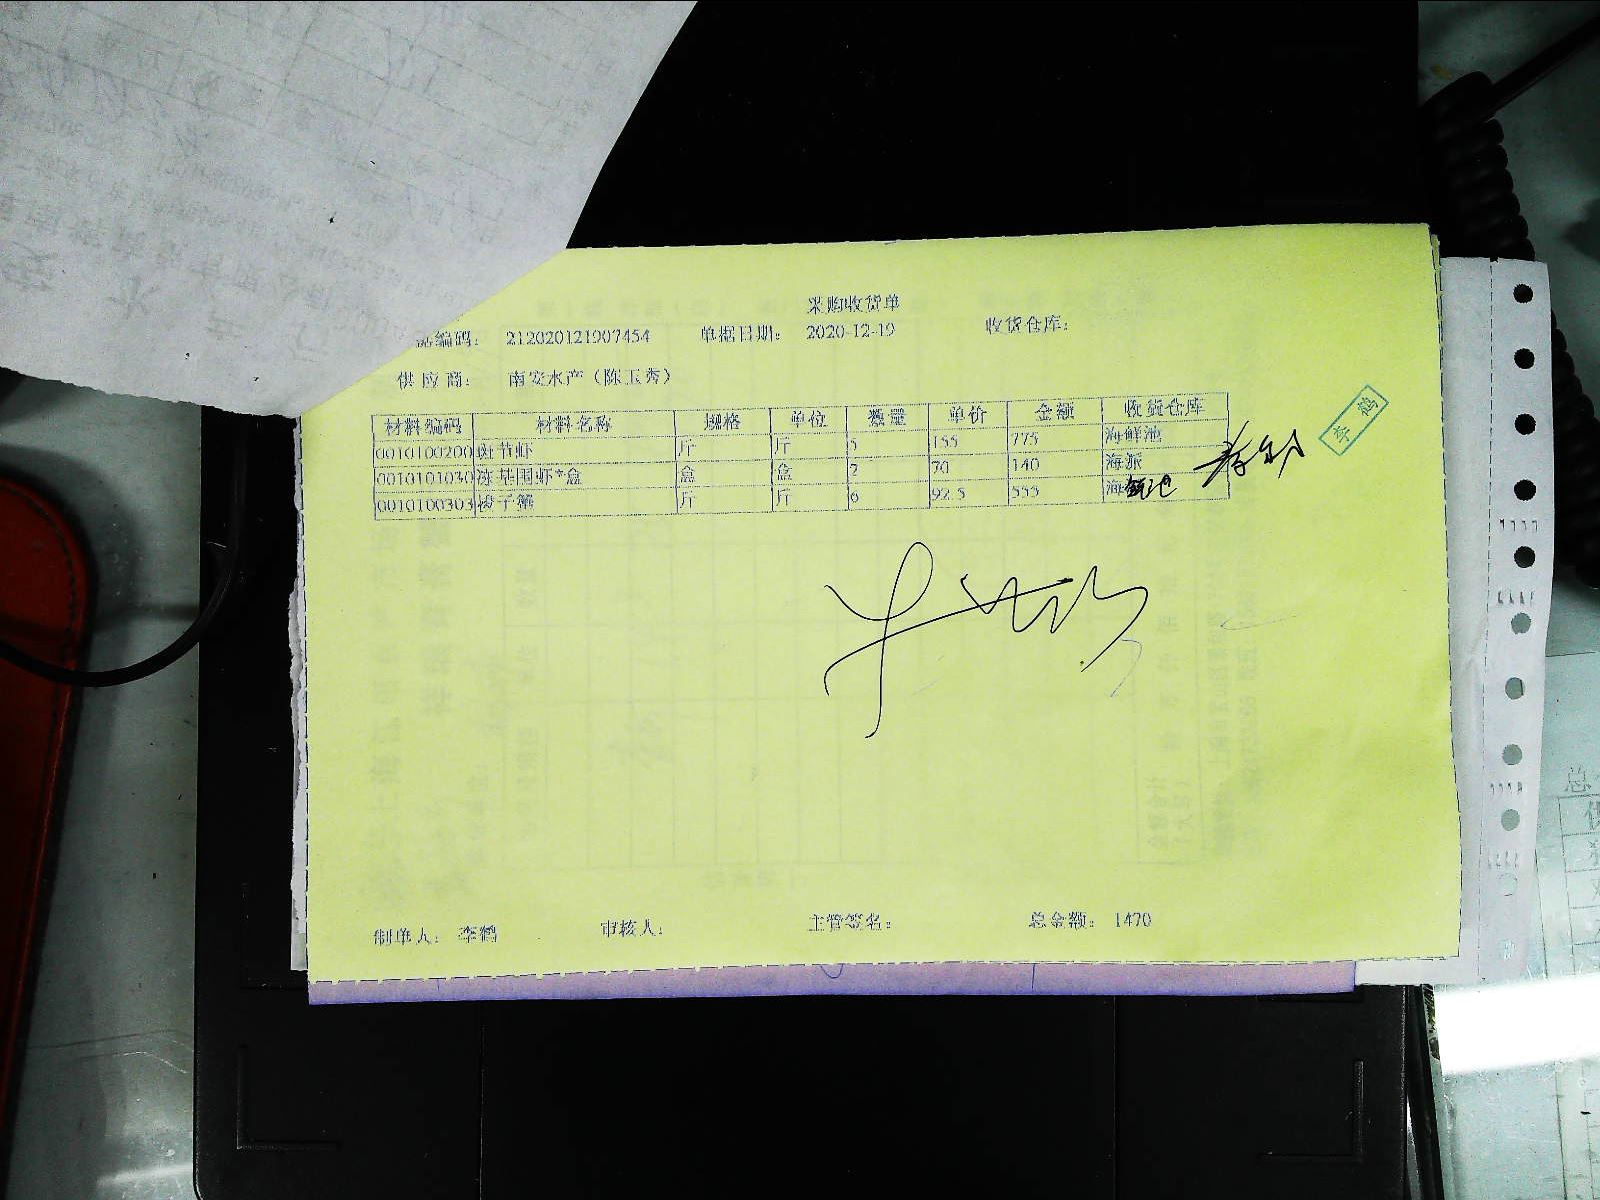 采购收货单
编码： 212020121907454 单据日期： 2020-12-19 收货仓库：
供应商： 南安水产（陈玉秀）
材料编码 材料名称 规格 单位 数量 单价 金额 收货仓库
0010100200 斑节虾 斤 斤 5 155 775 海鲜池
0010101030 冻基围虾*盒 盒 盒 2 70 140 海派
0010100303 梭子蟹 斤 斤 6 92.5 555 海鲜池
李鹤
制单人： 李鹤 审核人： 主管签名： 总金额： 1470